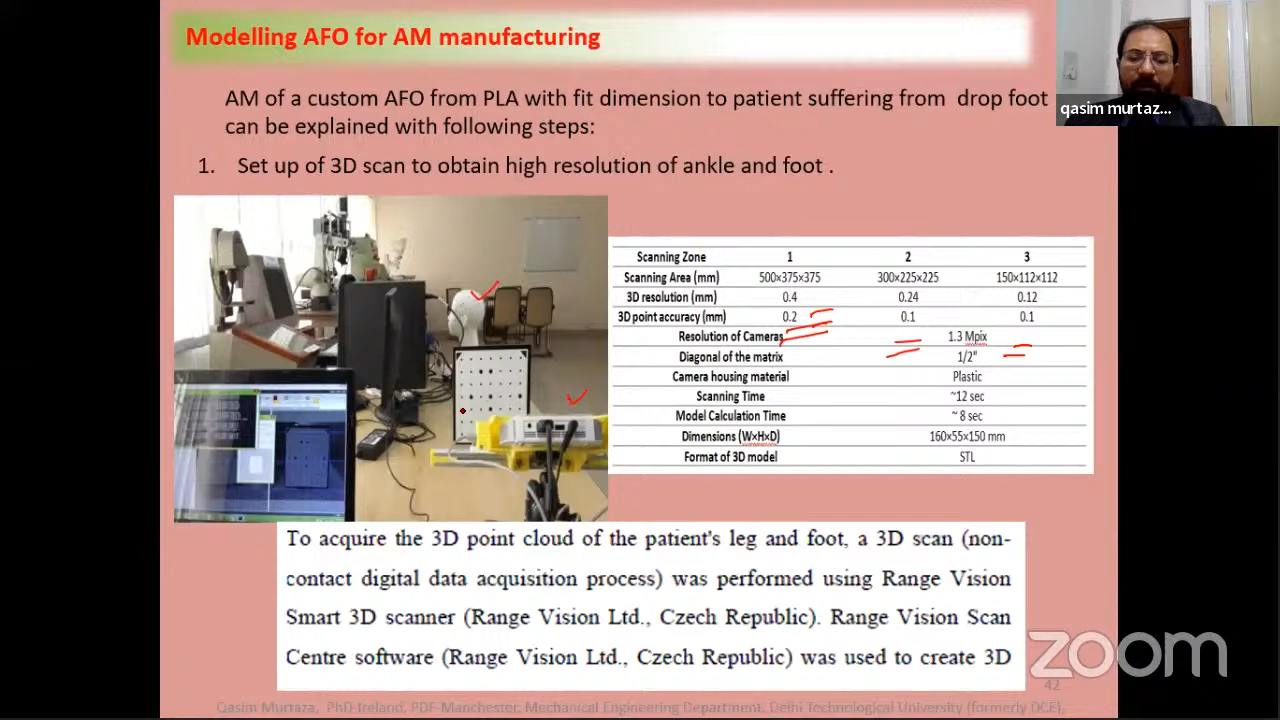 Modelling AFO for AM manufacturing
AM of a custom AFO from PLA with fit dimension to patient suffering from drop foot
can be explained with following steps:
1. Set up of 3D scan to obtain high resolution of ankle and foot .
qasim murtaz...
Scanning Zone 1 2 3
Scanning Area (mm) 500×375×375 300×225×225 150×112×112
3D resolution (mm) 0.4 0.24 0.12
3D point accuracy (mm) 0.2 0.1 0.1
Resolution of Cameras 1.3 Mpix
Diagonal of the matrix 1/2"
Camera housing material Plastic
Scanning Time ~12 sec
Model Calculation Time ~ 8 sec
Dimensions (W×H×D) 160×55×150 mm
Format of 3D model STL
To acquire the 3D point cloud of the patient's leg and foot, a 3D scan (non-
contact digital data acquisition process) was performed using Range Vision
Smart 3D scanner (Range Vision Ltd., Czech Republic). Range Vision Scan
Centre software (Range Vision Ltd., Czech Republic) was used to create 3D
zoom
42
Qasim Murtaza, PhD-Ireland, PDF-Manchester, Mechanical Engineering Department, Delhi Technological University (formerly DCE),